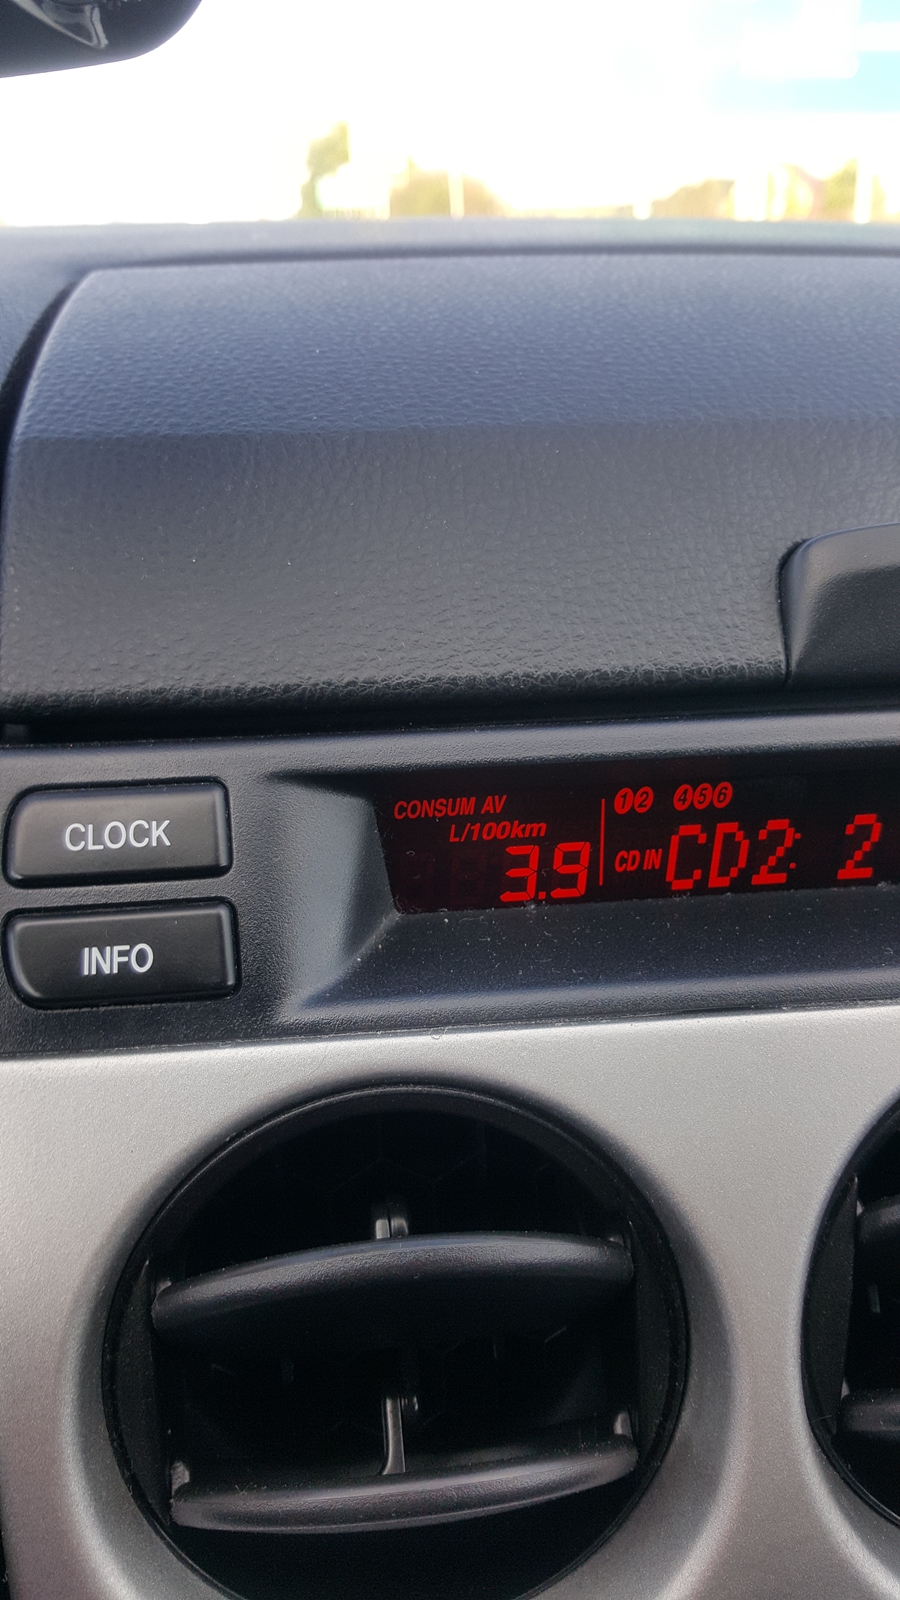 CLOCK
INFO
CONSUM AV
L/100km
3.9
1 2 4 5 6
CD IN CD2 2